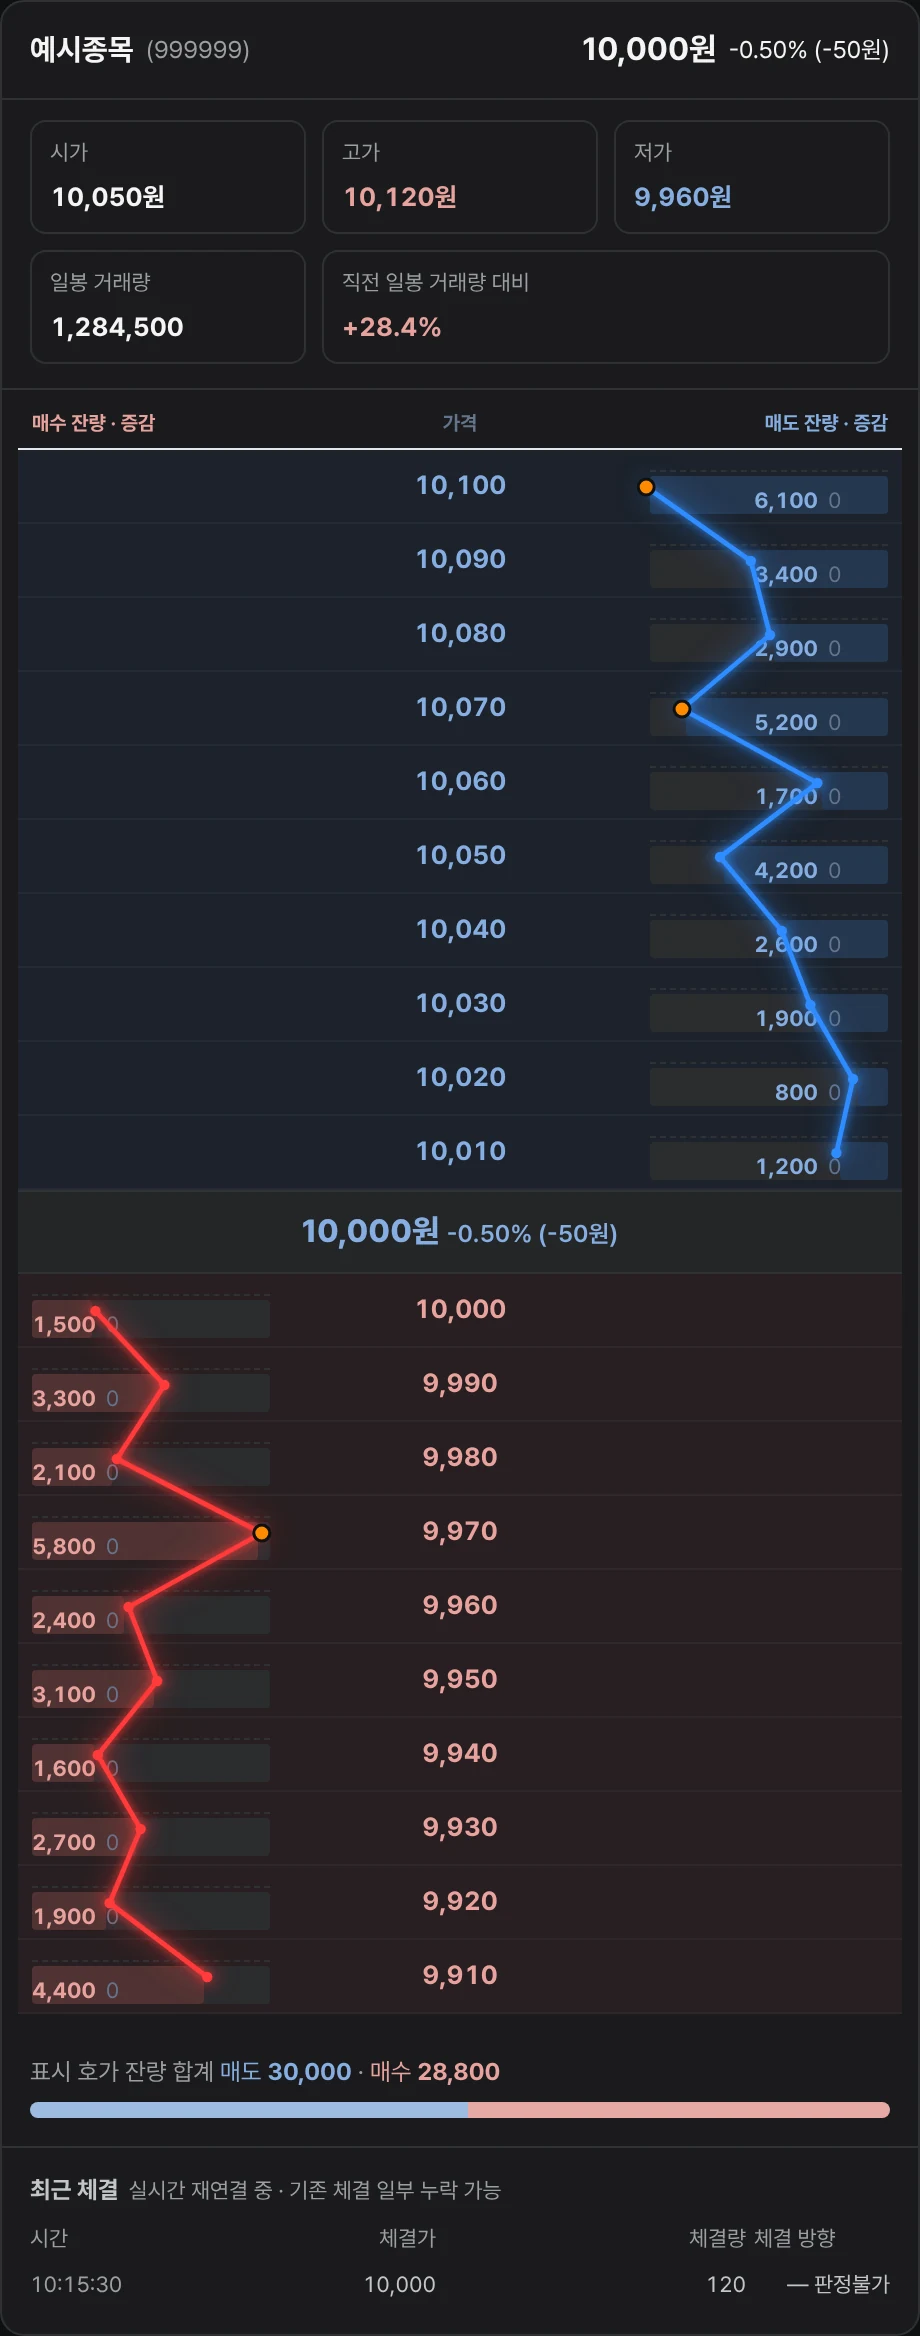 예시종목 (999999) 10,000원 -0.50% (-50원)
시가 고가 저가
10,050원 10,120원 9,960원
일봉 거래량 직전 일봉 거래량 대비
1,284,500 +28.4%
매수 잔량 · 증감 가격 매도 잔량 · 증감
10,100 6,100 0
10,090 3,400 0
10,080 2,900 0
10,070 5,200 0
10,060 1,700 0
10,050 4,200 0
10,040 2,600 0
10,030 1,900 0
10,020 800 0
10,010 1,200 0
10,000원 -0.50% (-50원)
1,500 0 10,000
3,300 0 9,990
2,100 0 9,980
5,800 0 9,970
2,400 0 9,960
3,100 0 9,950
1,600 0 9,940
2,700 0 9,930
1,900 0 9,920
4,400 0 9,910
표시 호가 잔량 합계 매도 30,000 · 매수 28,800
최근 체결 실시간 재연결 중 · 기존 체결 일부 누락 가능
시간 체결가 체결량 체결 방향
10:15:30 10,000 120 — 판정불가